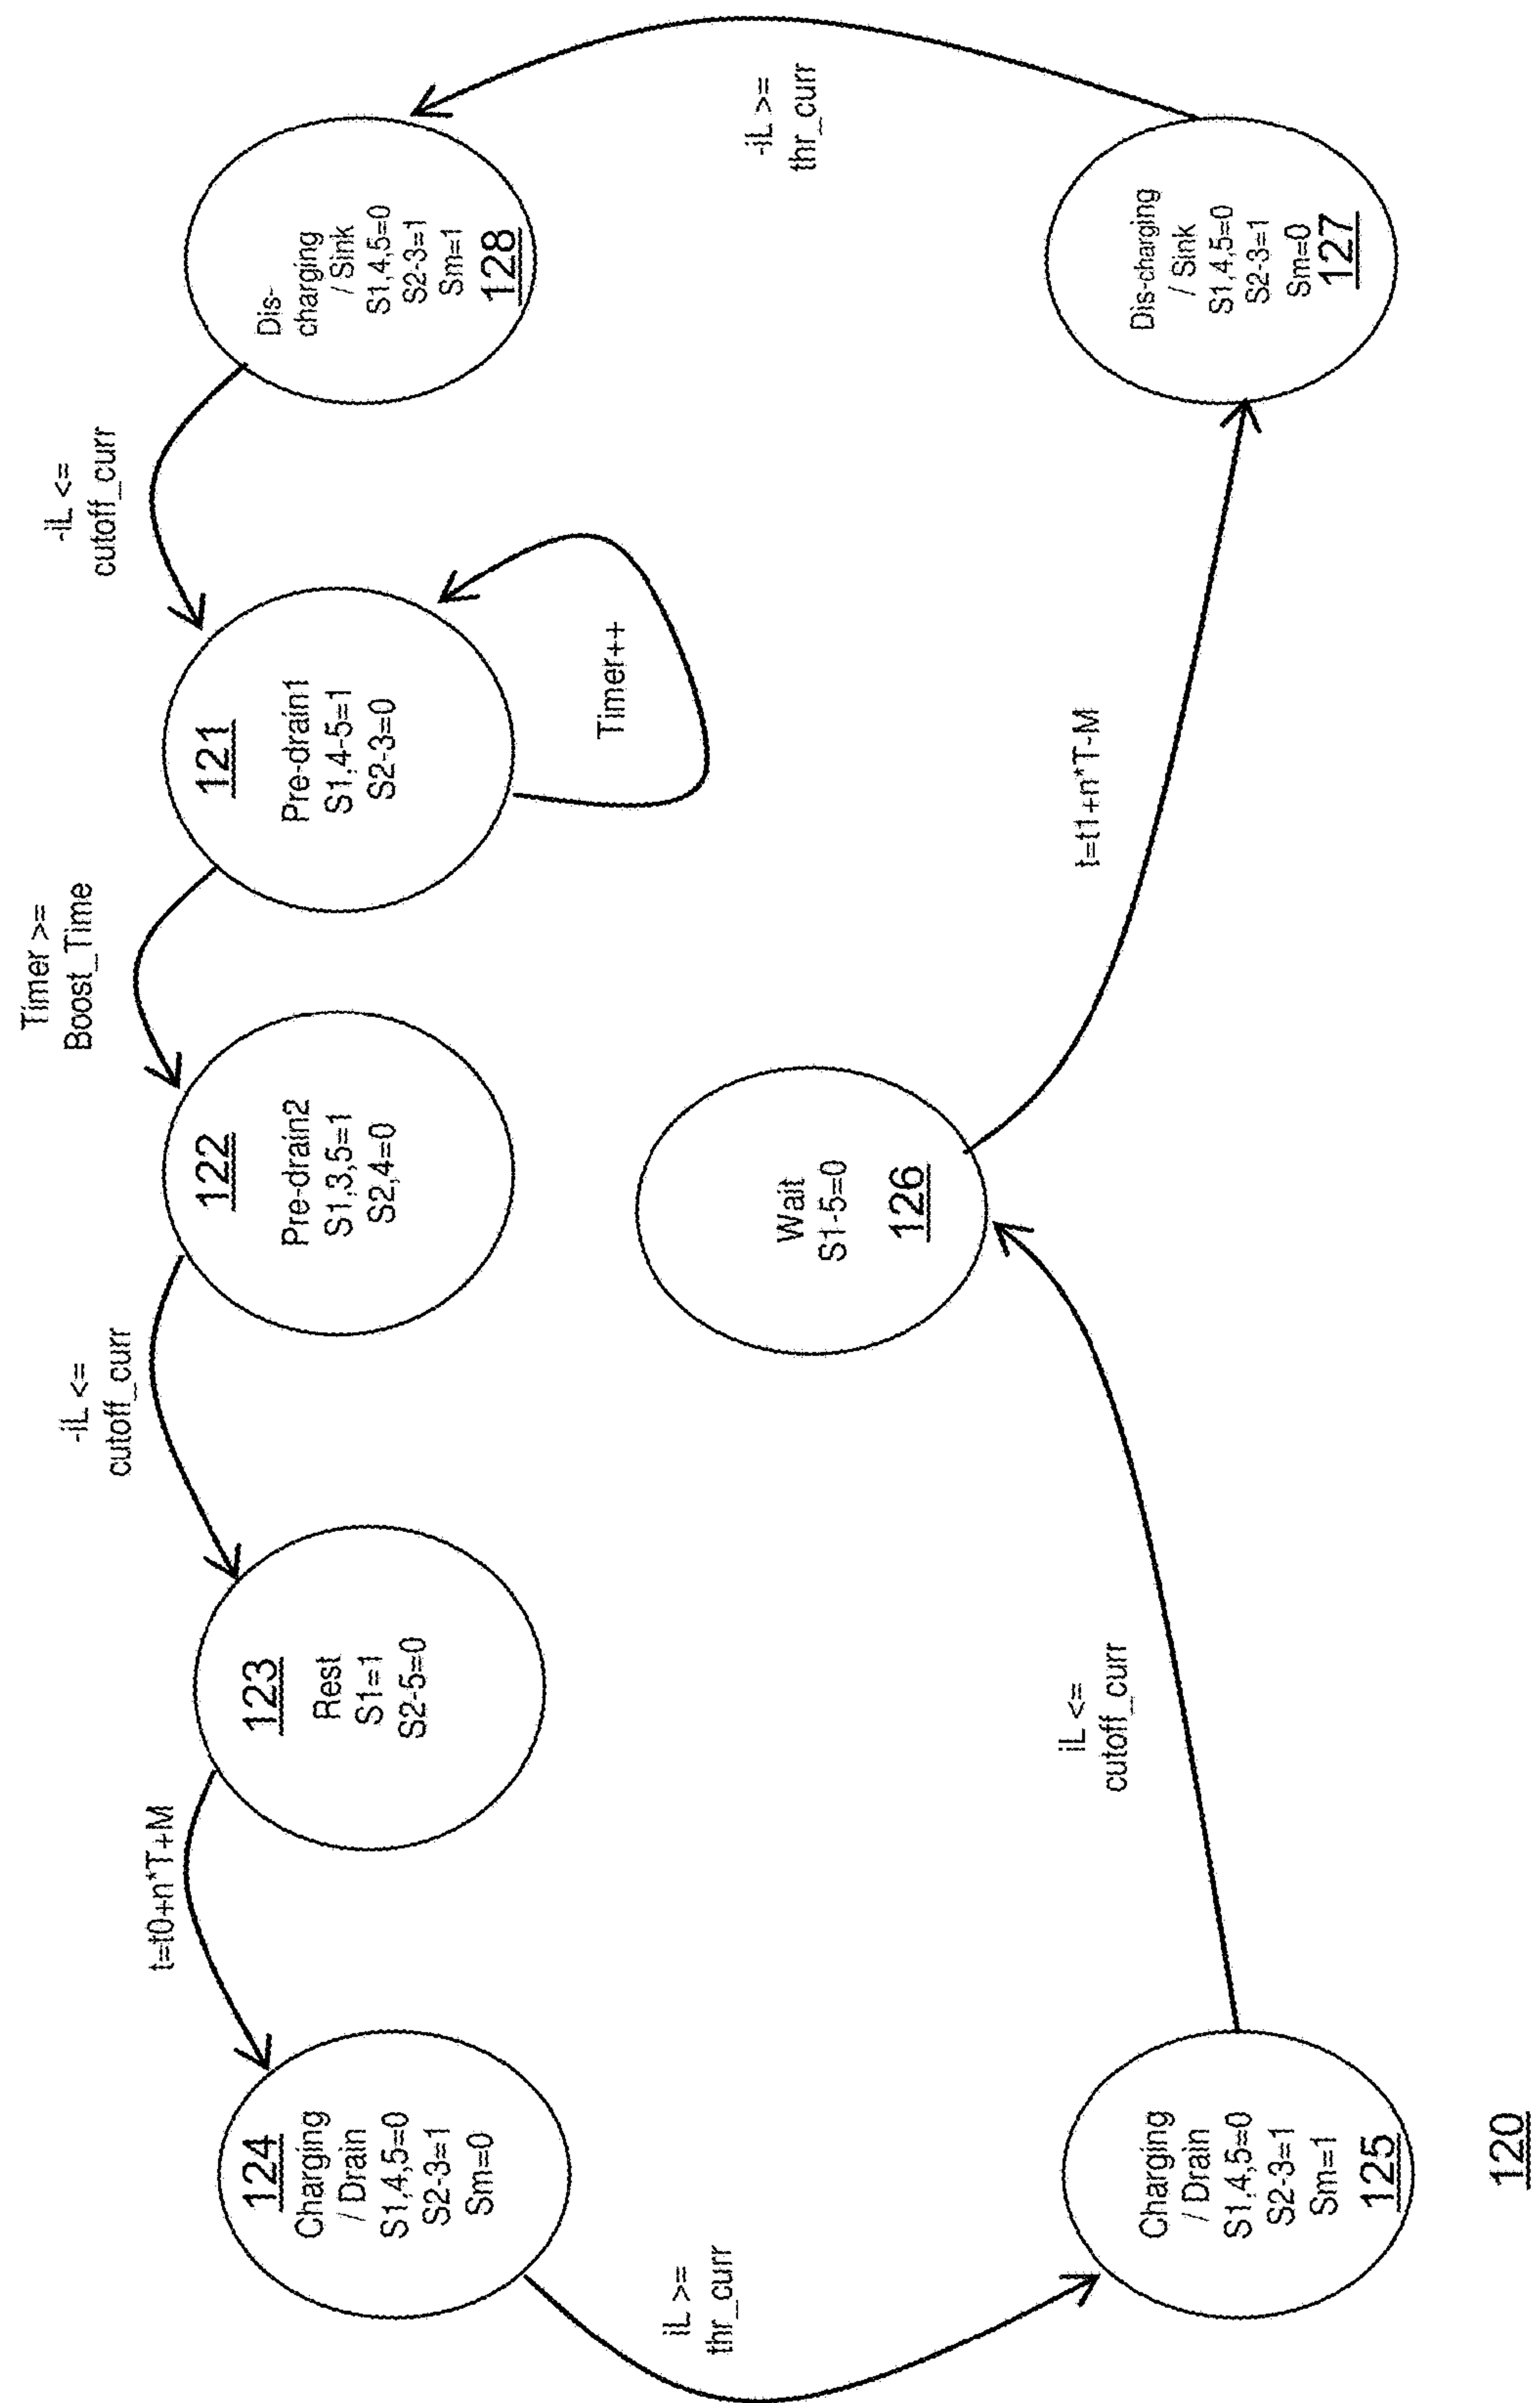 t=t0+n*T+M
-iL <=
cutoff_curr
Timer >=
Boost_Time
-iL <=
cutoff_curr
124
Charging
/ Drain
S1,4,5=0
S2-3=1
Sm=0
123
Rest
S1=1
S2-5=0
122
Pre-drain2
S1,3,5=1
S2,4=0
121
Pre-drain1
S1,4-5=1
S2-3=0
Dis-
charging
/ Sink
S1,4,5=0
S2-3=1
Sm=1
128
Timer++
iL >=
thr_curr
Wait
S1-5=0
126
-iL >=
thr_curr
iL <=
cutoff_curr
t=t1+n*T-M
Charging
/ Drain
S1,4,5=0
S2-3=1
Sm=1
125
Dis-charging
/ Sink
S1,4,5=0
S2-3=1
Sm=0
127
120